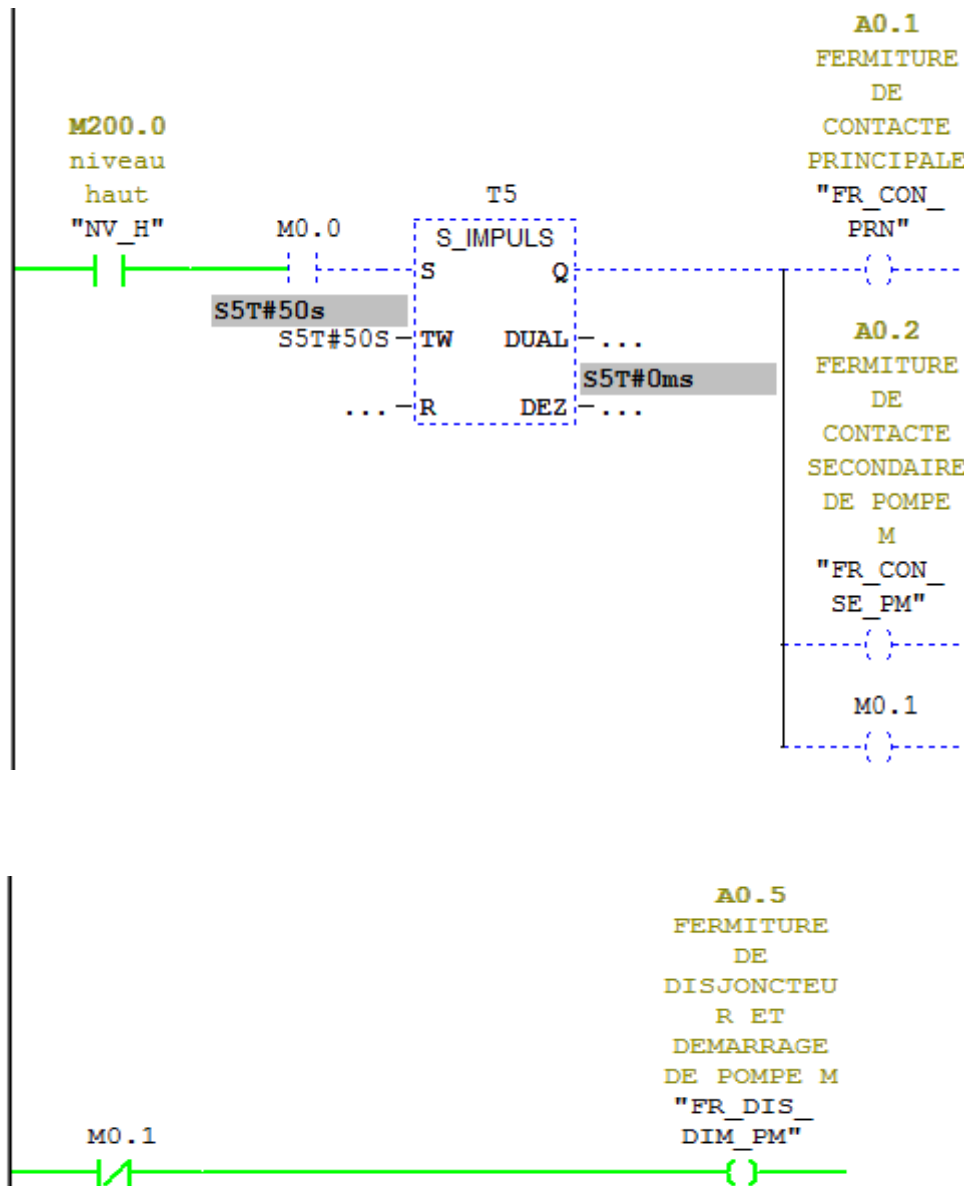 A0.1
FERMITURE
DE
CONTACTE
PRINCIPALE
"FR_CON_
PRN"
M200.0
niveau
haut
"NV_H"
M0.0
T5
S_IMPULS
S
Q
S5T#50s
S5T#50S
TW
DUAL
...
S5T#0ms
...
R
DEZ
...
A0.2
FERMITURE
DE
CONTACTE
SECONDAIRE
DE POMPE
M
"FR_CON_
SE_PM"
M0.1
A0.5
FERMITURE
DE
DISJONCTEU
R ET
DEMARRAGE
DE POMPE M
"FR_DIS_
DIM_PM"
M0.1